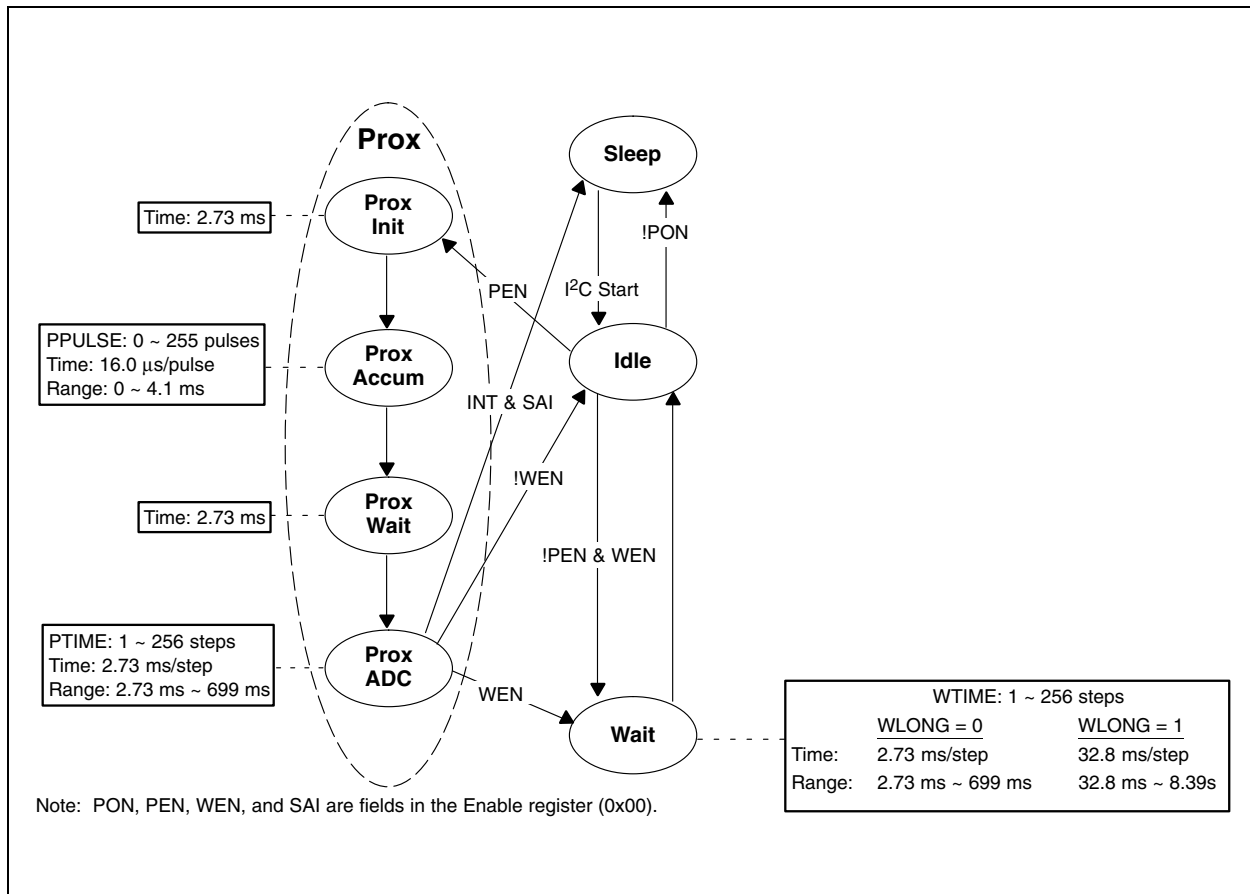 Prox
Sleep
Prox
Init
Time: 2.73 ms
!PON
PEN
I²C Start
PPULSE: 0 ~ 255 pulses
Time: 16.0 µs/pulse
Range: 0 ~ 4.1 ms
Prox
Accum
Idle
INT & SAI
!WEN
Time: 2.73 ms
Prox
Wait
!PEN & WEN
PTIME: 1 ~ 256 steps
Time: 2.73 ms/step
Range: 2.73 ms ~ 699 ms
Prox
ADC
WEN
Wait
WTIME: 1 ~ 256 steps
WLONG = 0 WLONG = 1
Time: 2.73 ms/step 32.8 ms/step
Range: 2.73 ms ~ 699 ms 32.8 ms ~ 8.39s
Note: PON, PEN, WEN, and SAI are fields in the Enable register (0x00).